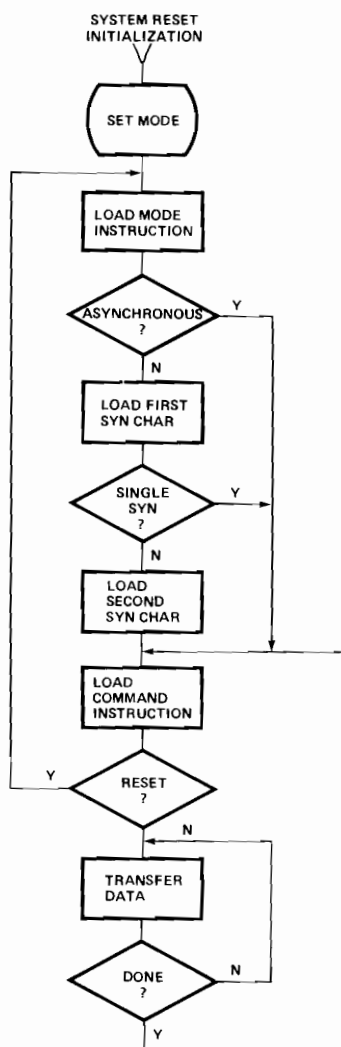 SYSTEM RESET
INITIALIZATION
SET MODE
LOAD MODE
INSTRUCTION
ASYNCHRONOUS
?
Y
N
LOAD FIRST
SYN CHAR
SINGLE
SYN
?
Y
N
LOAD
SECOND
SYN CHAR
LOAD
COMMAND
INSTRUCTION
Y
RESET
?
N
TRANSFER
DATA
DONE
?
N
Y